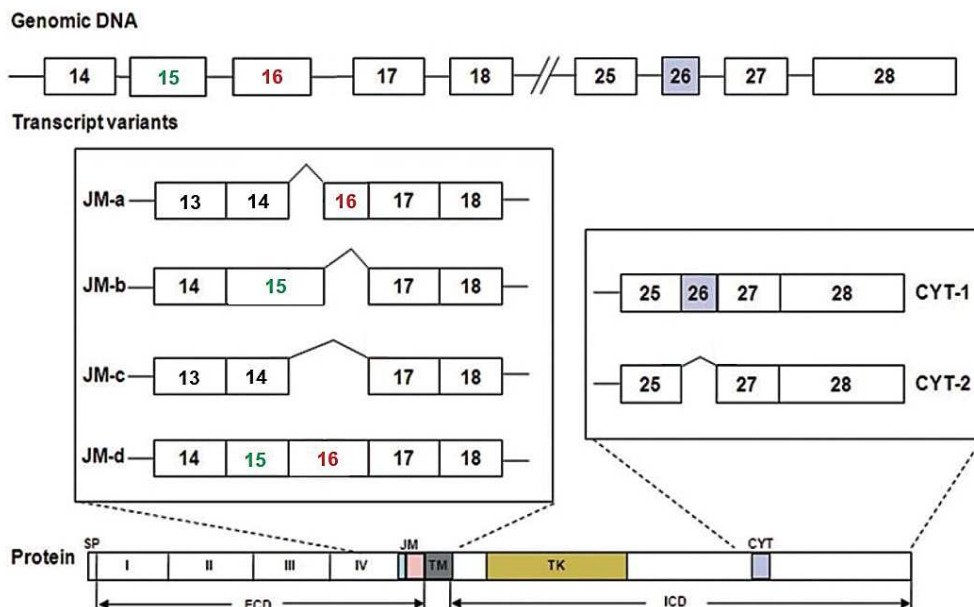 Genomic DNA
14 15 16 17 18 25 26 27 28
Transcript variants
JM-a 13 14 16 17 18
JM-b 14 15 17 18
JM-c 13 14 17 18
JM-d 14 15 16 17 18
25 26 27 28 CYT-1
25 27 28 CYT-2
Protein
SP JM CYT
I II III IV TM TK
ECD ICD